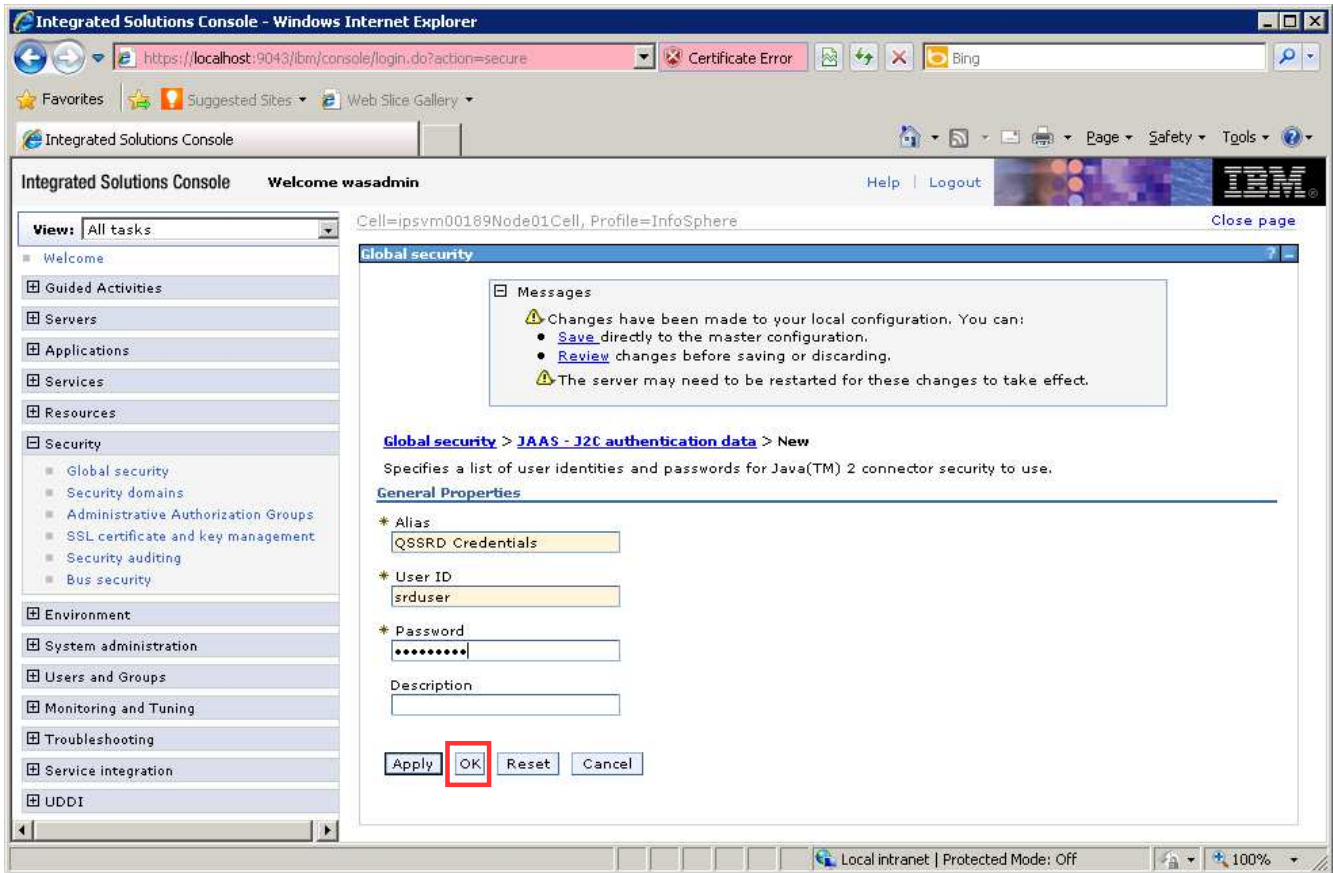 Integrated Solutions Console - Windows Internet Explorer
https://localhost:9043/ibm/console/login.do?action=secure
Certificate Error
Bing
Favorites
Suggested Sites
Web Slice Gallery
Integrated Solutions Console
Page
Safety
Tools
Integrated Solutions Console Welcome wasadmin
Help | Logout
IBM®
View: All tasks
Cell=ipsvm00189Node01Cell, Profile=InfoSphere
Close page
Welcome
Guided Activities
Servers
Applications
Services
Resources
Security
Global security
Security domains
Administrative Authorization Groups
SSL certificate and key management
Security auditing
Bus security
Environment
System administration
Users and Groups
Monitoring and Tuning
Troubleshooting
Service integration
UDDI
Global security
Messages
Changes have been made to your local configuration. You can:
Save directly to the master configuration.
Review changes before saving or discarding.
The server may need to be restarted for these changes to take effect.
Global security > JAAS - J2C authentication data > New
Specifies a list of user identities and passwords for Java(TM) 2 connector security to use.
General Properties
* Alias
QSSRD Credentials
* User ID
srduser
* Password
•••••••••
Description
Apply OK Reset Cancel
Local intranet | Protected Mode: Off
100%